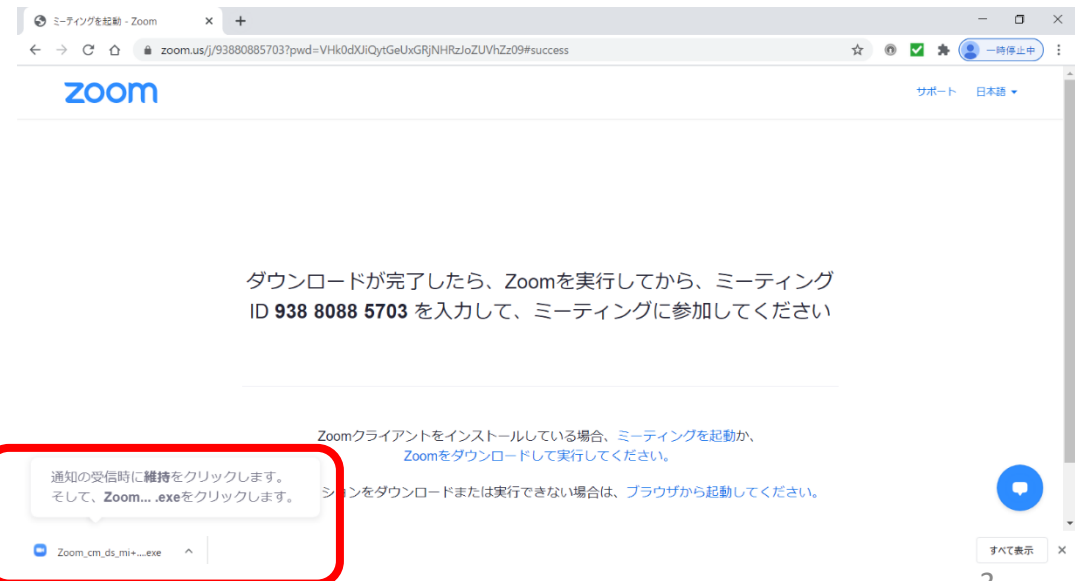 ミーティングを起動 - Zoom
zoom.us/j/93880885703?pwd=VHk0dXJiQytGeUxGRjNHRzJoZUVhZz09#success
一時停止中
zoom
サポート 日本語
ダウンロードが完了したら、Zoomを実行してから、ミーティング
ID 938 8088 5703 を入力して、ミーティングに参加してください
Zoomクライアントをインストールしている場合、ミーティングを起動か、
Zoomをダウンロードして実行してください。
ションをダウンロードまたは実行できない場合は、ブラウザから起動してください。
通知の受信時に維持をクリックします。
そして、Zoom... .exeをクリックします。
Zoom_cm_ds_mi+....exe
すべて表示